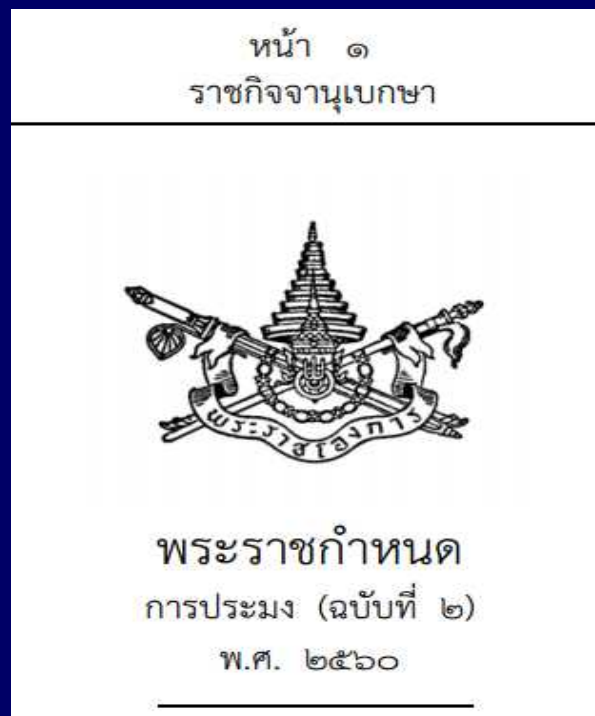 หน้า ๑
ราชกิจจานุเบกษา
พระราชโองการ
พระราชกำหนด
การประมง (ฉบับที่ ๒)
พ.ศ. ๒๕๖๐